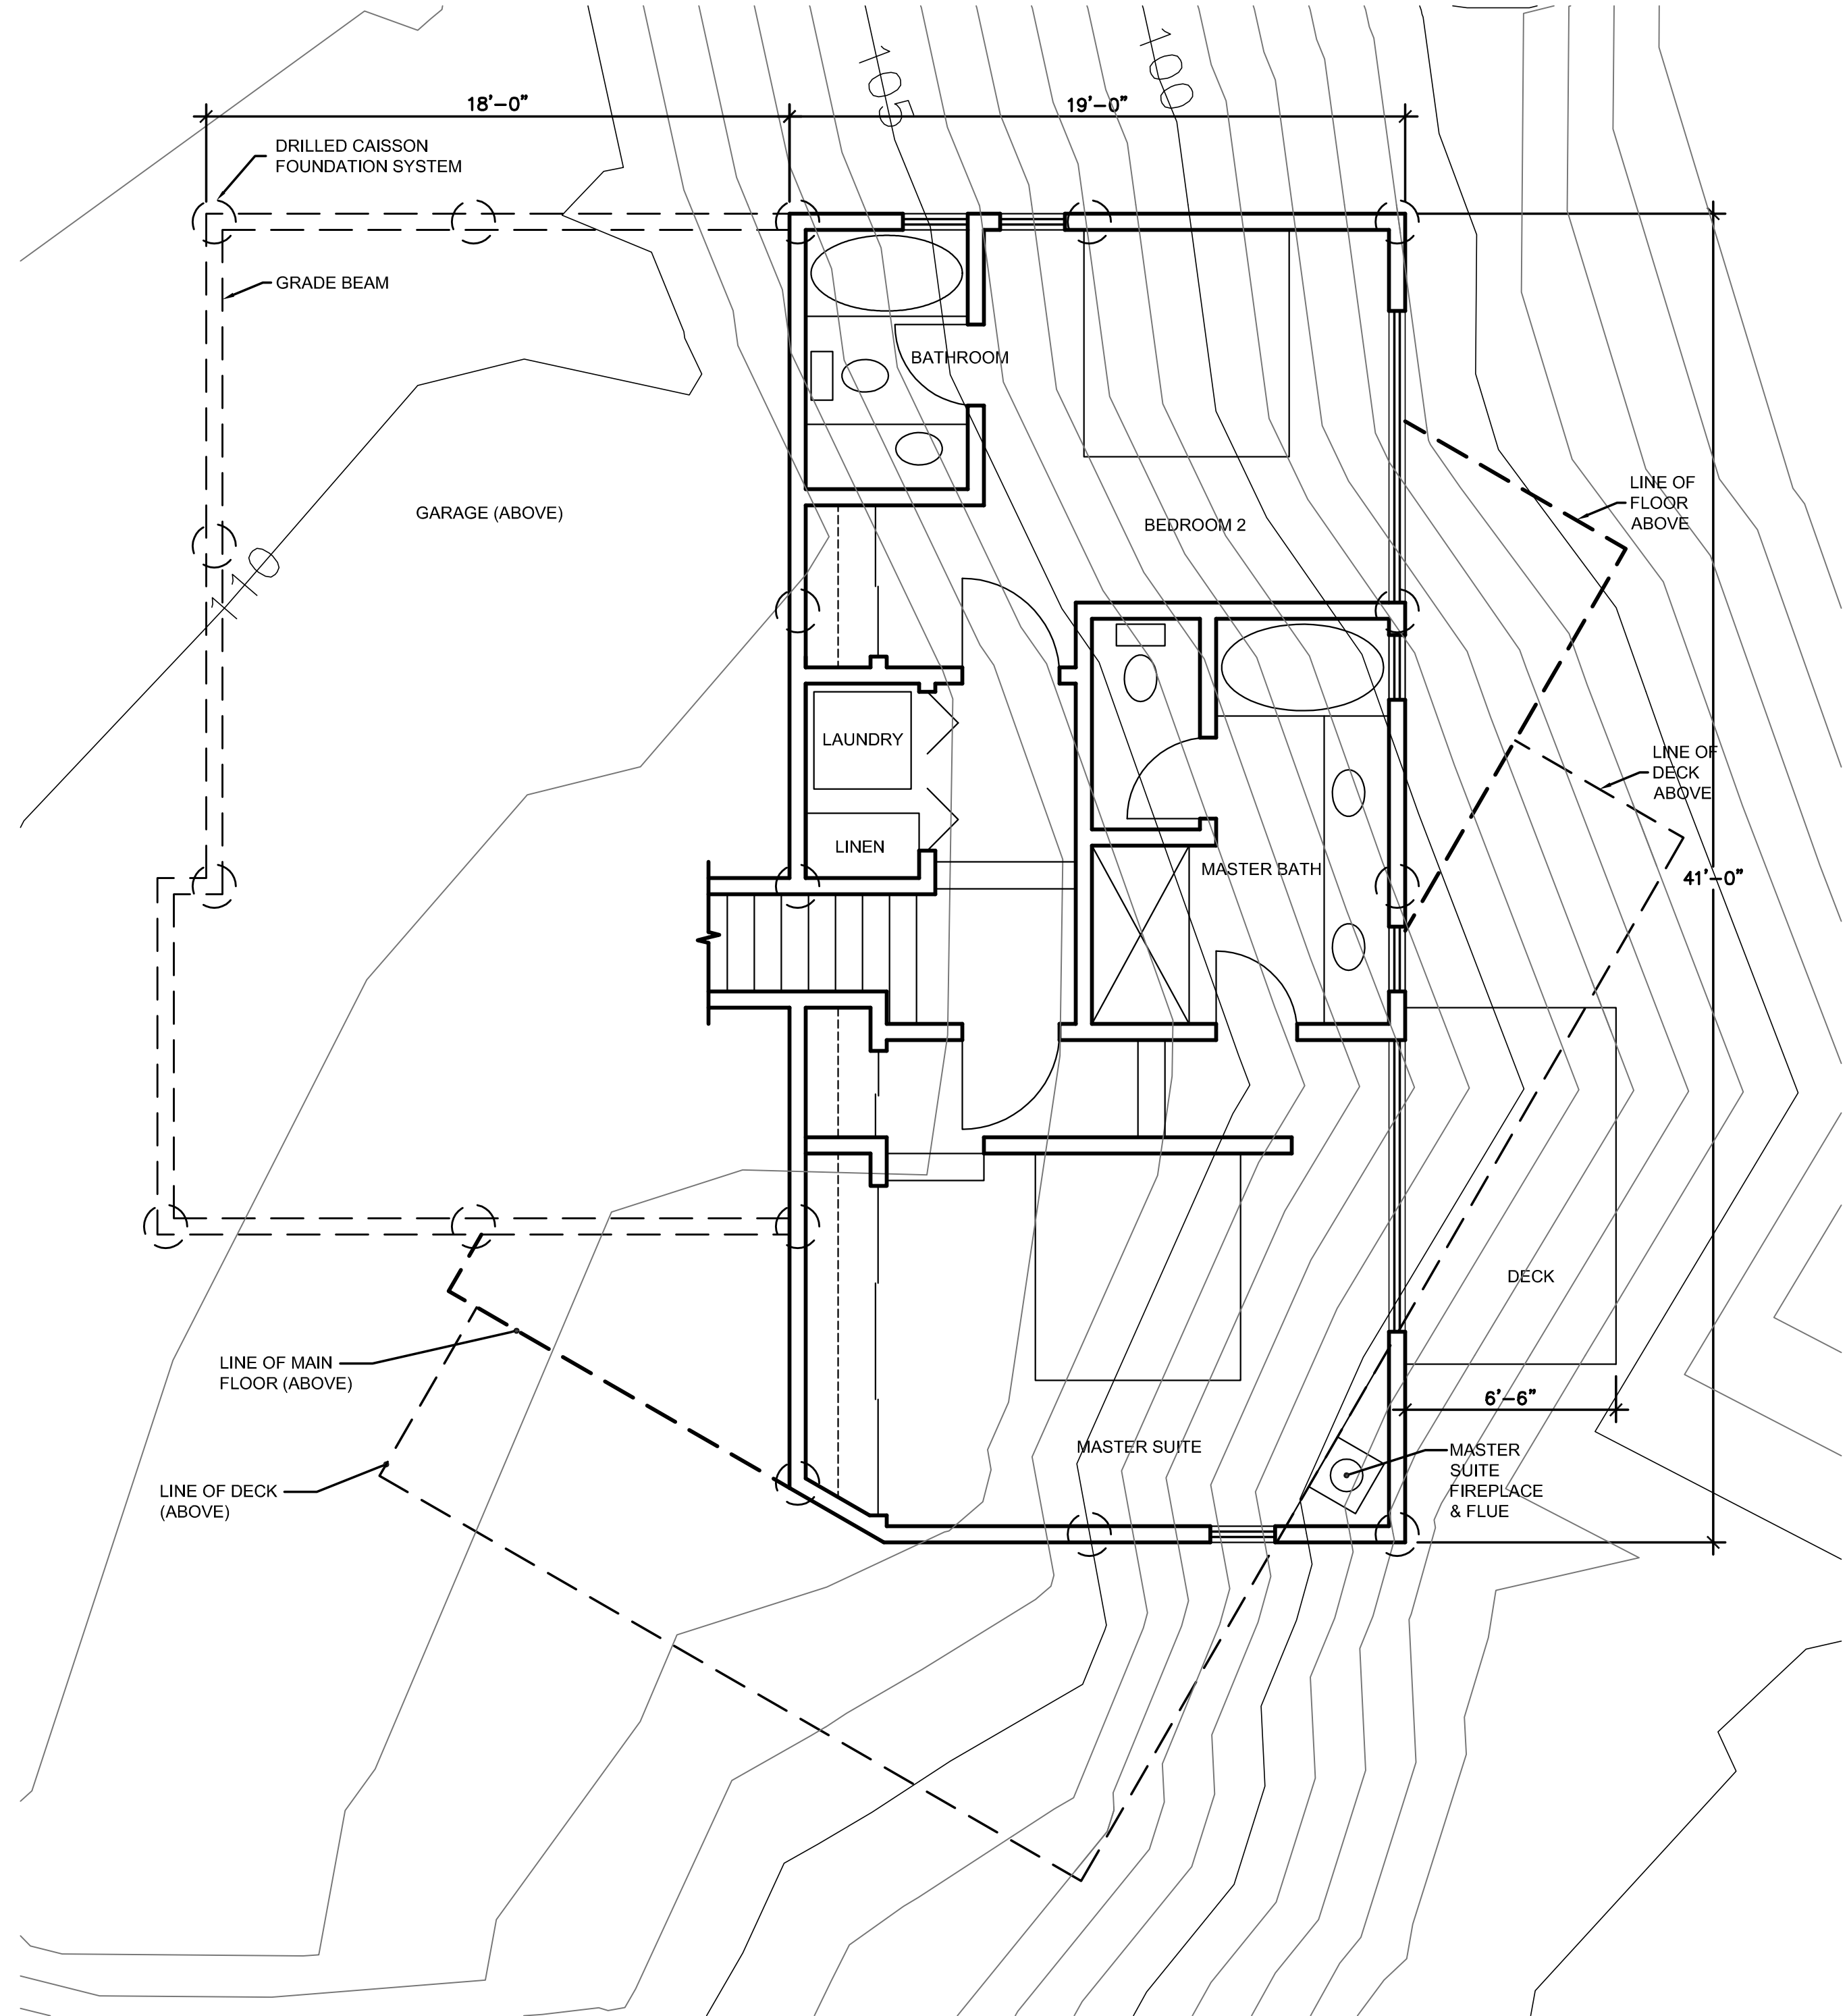 105
100
18'-0"
19'-0"
DRILLED CAISSON
FOUNDATION SYSTEM
GRADE BEAM
BATHROOM
LINE OF
FLOOR
ABOVE
GARAGE (ABOVE)
BEDROOM 2
110
LAUNDRY
LINE OF
DECK
ABOVE
LINEN
MASTER BATH
41'-0"
DECK
LINE OF MAIN
FLOOR (ABOVE)
6'-6"
MASTER SUITE
MASTER
SUITE
FIREPLACE
& FLUE
LINE OF DECK
(ABOVE)